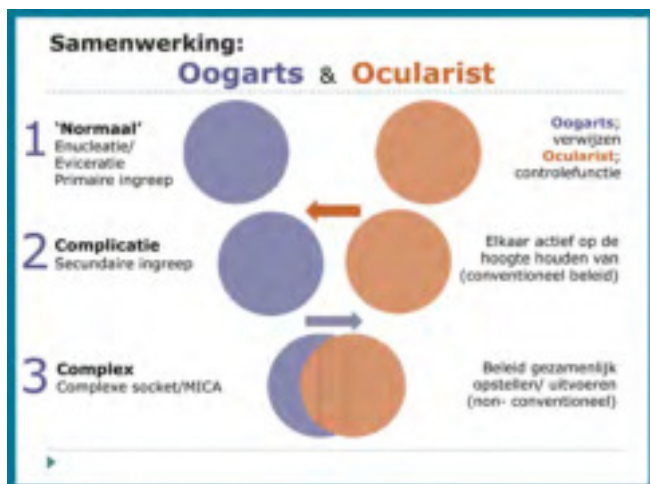 Samenwerking:
Oogarts & Ocularist
1
'Normaal'
Enucleatie/
Eviceratie
Primaire ingreep
Oogarts;
verwijzen
Ocularist;
controlefunctie
2
Complicatie
Secundaire ingreep
Elkaar actief op de
hoogte houden van
(conventioneel beleid)
3
Complex
Complexe socket/MICA
Beleid gezamenlijk
opstellen/ uitvoeren
(non- conventioneel)